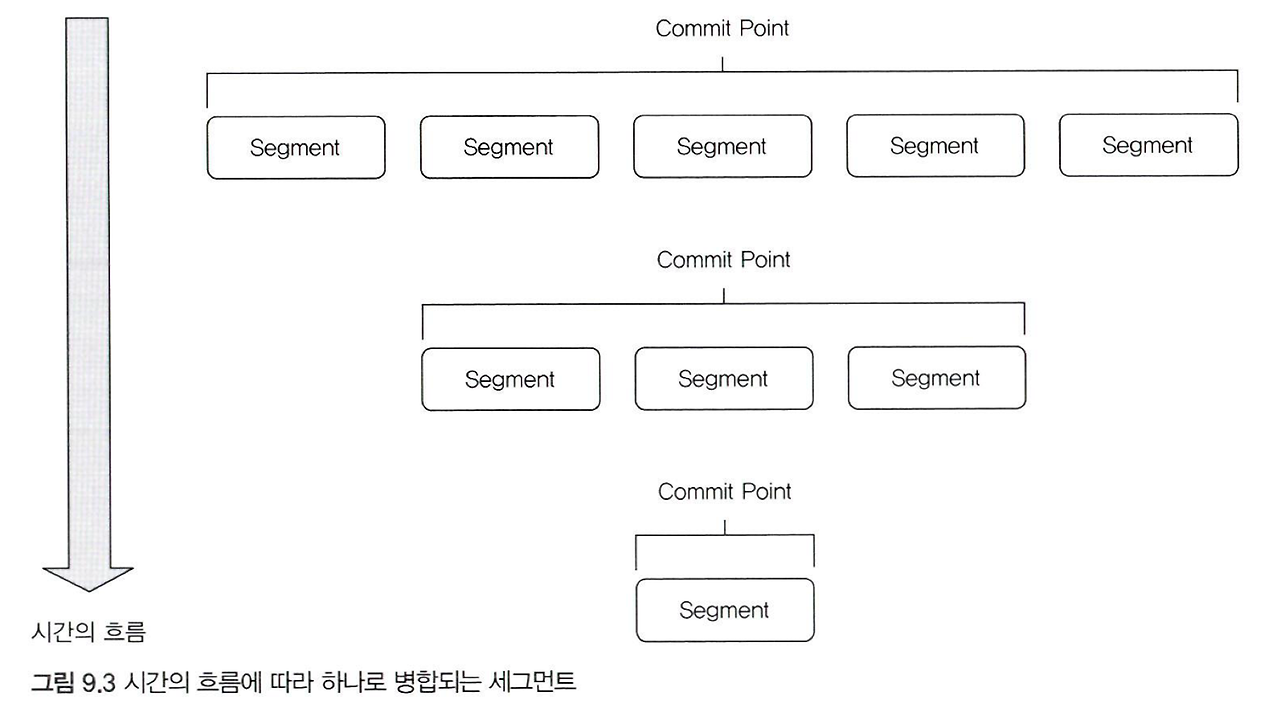 Commit Point
Segment Segment Segment Segment Segment
Commit Point
Segment Segment Segment
Commit Point
Segment
시간의 흐름
그림 9.3 시간의 흐름에 따라 하나로 병합되는 세그먼트